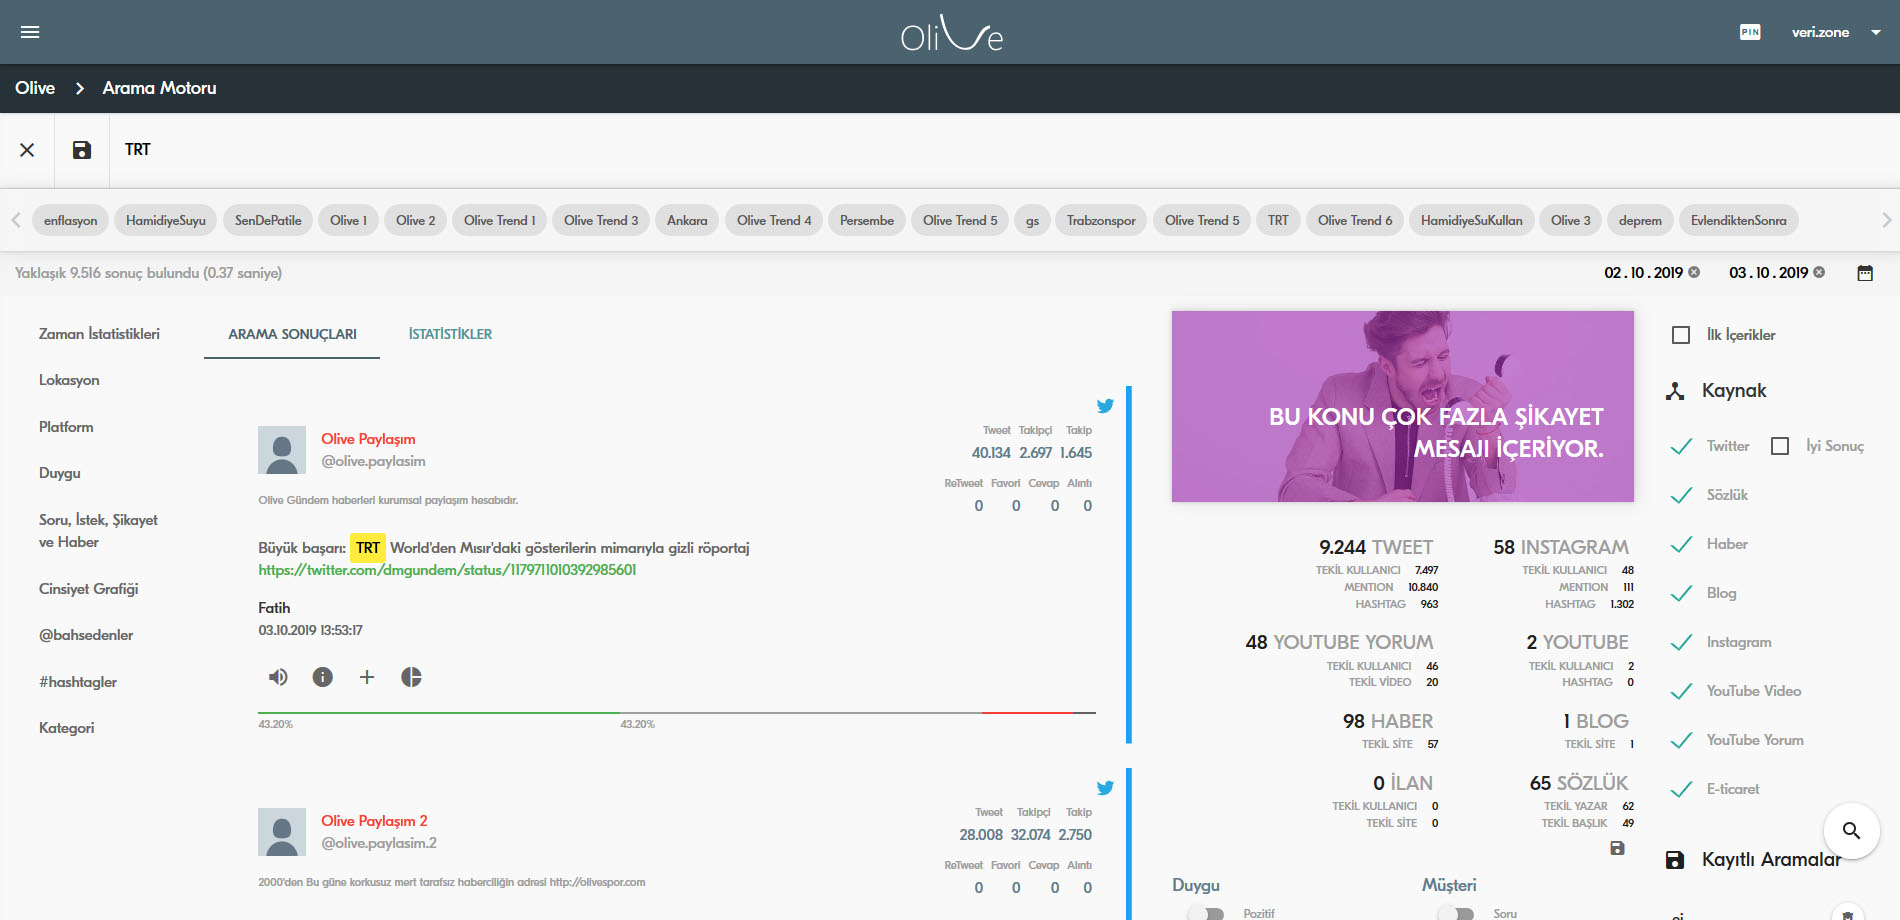 Olive
PIN
veri.zone
Olive > Arama Motoru
TRT
enflasyon HamidiyeSuyu SenDePatile Olive 1 Olive 2 Olive Trend 1 Olive Trend 3 Ankara Olive Trend 4 Persembe Olive Trend 5 gs Trabzonspor Olive Trend 5 TRT Olive Trend 6 HamidiyeSuKullan Olive 3 deprem EvlendiktenSonra
Yaklaşık 9.516 sonuç bulundu (0.37 saniye)
02.10.2019 03.10.2019
Zaman İstatistikleri
Lokasyon
Platform
Duygu
Soru, İstek, Şikayet
ve Haber
Cinsiyet Grafiği
@bahsedenler
#hashtagler
Kategori
ARAMA SONUÇLARI İSTATİSTİKLER
Olive Paylaşım
@olive.paylasim
Olive Gündem haberleri kurumsal paylaşım hesabıdır.
Tweet Takipçi Takip
40.134 2.697 1.645
ReTweet Favori Cevap Alıntı
0 0 0 0
Büyük başarı: TRT World'den Mısır'daki gösterilerin mimarıyla gizli röportaj
https://twitter.com/dmgundem/status/1179711010392985601
Fatih
03.10.2019 13:53:17
43.20% 43.20%
Olive Paylaşım 2
@olive.paylasim.2
2000'den Bu güne korkusuz mert tarafsız haberciliğin adresi http://olivespor.com
Tweet Takipçi Takip
28.008 32.074 2.750
ReTweet Favori Cevap Alıntı
0 0 0 0
BU KONU ÇOK FAZLA ŞİKAYET
MESAJI İÇERİYOR.
9.244 TWEET
TEKİL KULLANICI 7.497
MENTION 10.840
HASHTAG 963
58 INSTAGRAM
TEKİL KULLANICI 48
MENTION 111
HASHTAG 1.302
48 YOUTUBE YORUM
TEKİL KULLANICI 46
TEKİL VİDEO 20
2 YOUTUBE
TEKİL KULLANICI 2
HASHTAG 0
98 HABER
TEKİL SİTE 57
1 BLOG
TEKİL SİTE 1
0 İLAN
TEKİL KULLANICI 0
TEKİL SİTE 0
65 SÖZLÜK
TEKİL YAZAR 62
TEKİL BAŞLIK 49
Duygu
Pozitif
Müşteri
Soru
İlk İçerikler
Kaynak
Twitter İyi Sonuç
Sözlük
Haber
Blog
Instagram
YouTube Video
YouTube Yorum
E-ticaret
Kayıtlı Aramalar